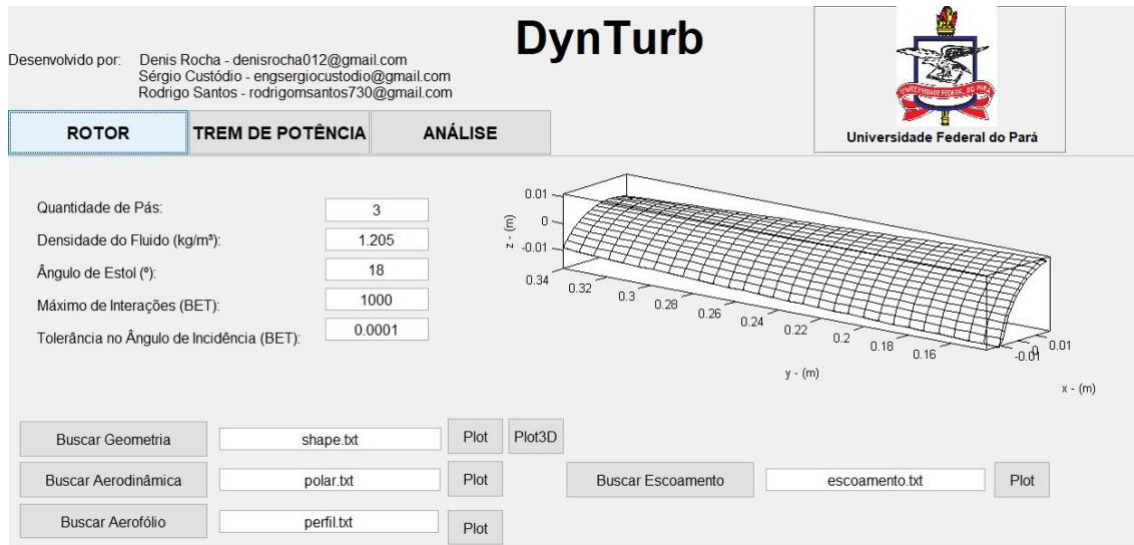 DynTurb
Desenvolvido por: Denis Rocha - denisrocha012@gmail.com
Sérgio Custódio - engsergiocustodio@gmail.com
Rodrigo Santos - rodrigomsantos730@gmail.com
Universidade Federal do Pará
ROTOR TREM DE POTÊNCIA ANÁLISE
Quantidade de Pás: 3
Densidade do Fluido (kg/m³): 1.205
Ângulo de Estol (º): 18
Máximo de Interações (BET): 1000
Tolerância no Ângulo de Incidência (BET): 0.0001
z - (m)
0.01
0
-0.01
0.34 0.32 0.3 0.28 0.26 0.24 0.22 0.2 0.18 0.16
y - (m)
-0.01 0 0.01
x - (m)
Buscar Geometria shape.txt Plot Plot3D
Buscar Aerodinâmica polar.txt Plot Buscar Escoamento escoamento.txt Plot
Buscar Aerofólio perfil.txt Plot